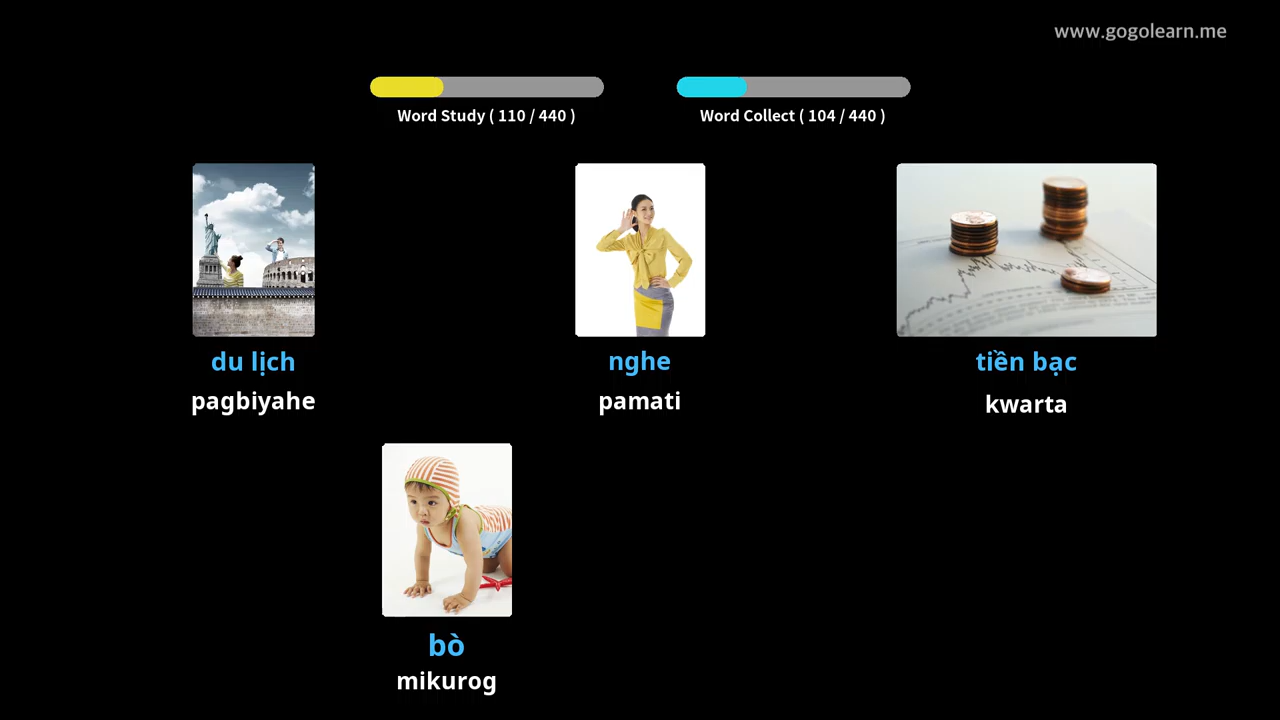 www.gogolearn.me
Word Study ( 110 / 440 )
Word Collect ( 104 / 440 )
du lịch
pagbiyahe
nghe
pamati
tiền bạc
kwarta
bò
mikurog